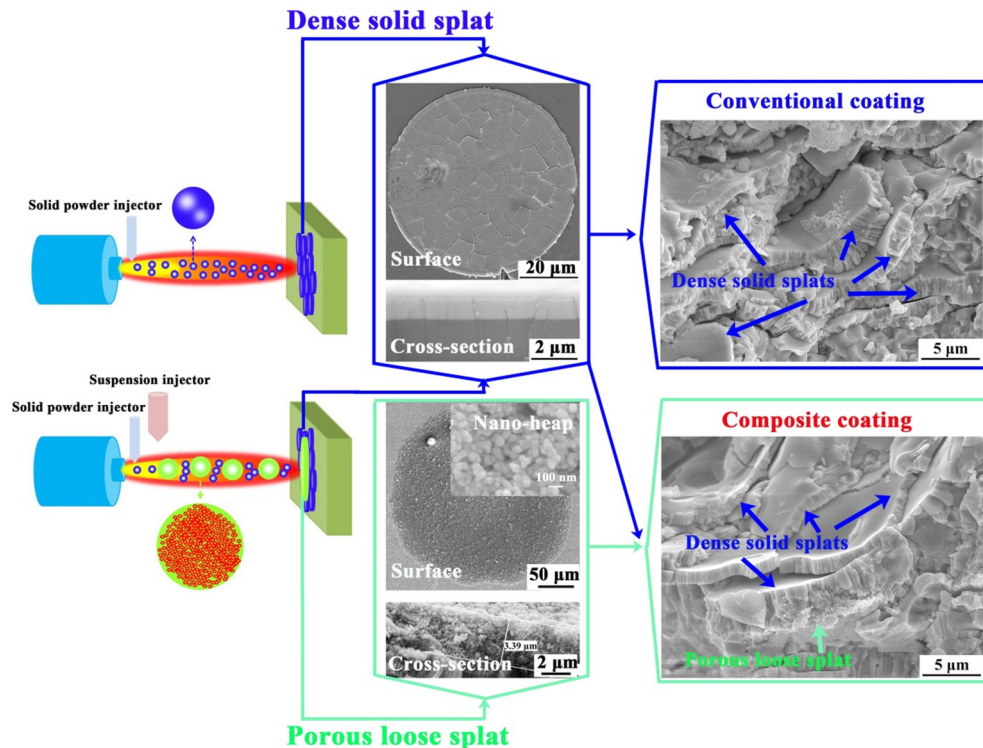 Dense solid splat
Solid powder injector
Surface
20 μm
Cross-section
2 μm
Conventional coating
Dense solid splats
5 μm
Suspension injector
Solid powder injector
Nano-heap
100 nm
Surface
50 μm
3.39 μm
Cross-section
2 μm
Composite coating
Dense solid splats
Porous loose splat
5 μm
Porous loose splat